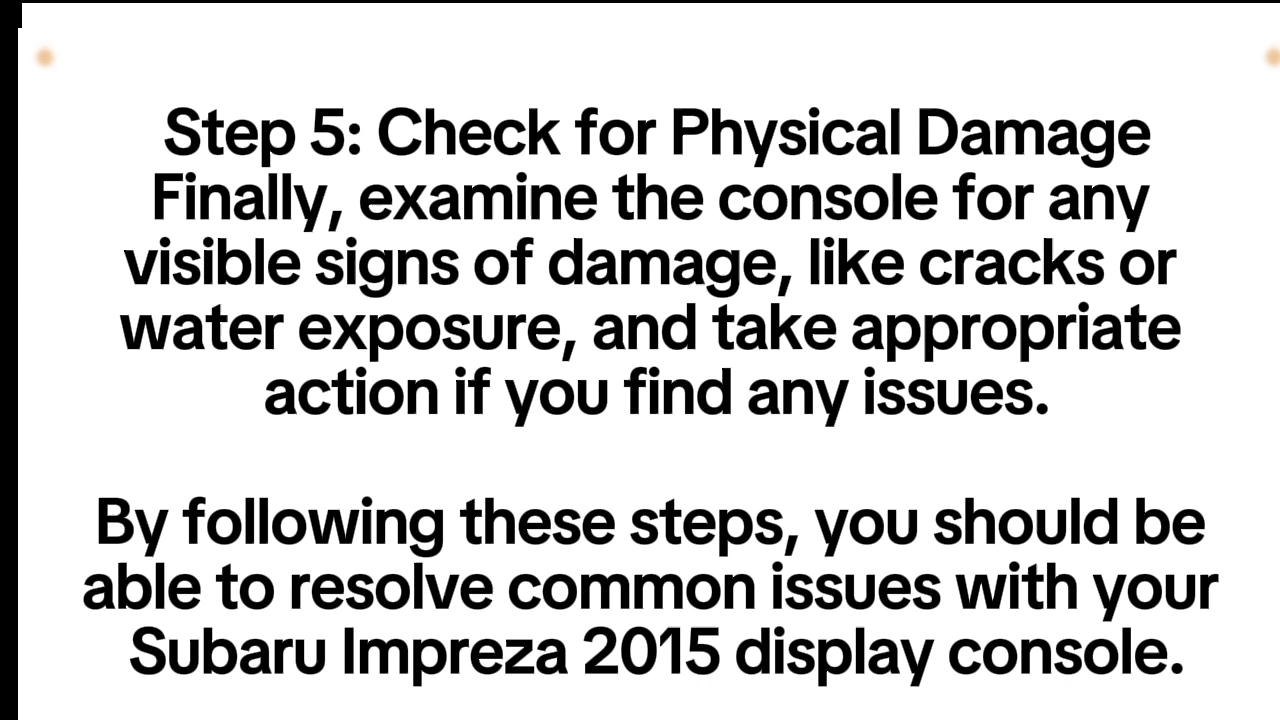 Step 5: Check for Physical Damage
Finally, examine the console for any
visible signs of damage, like cracks or
water exposure, and take appropriate
action if you find any issues.
By following these steps, you should be
able to resolve common issues with your
Subaru Impreza 2015 display console.